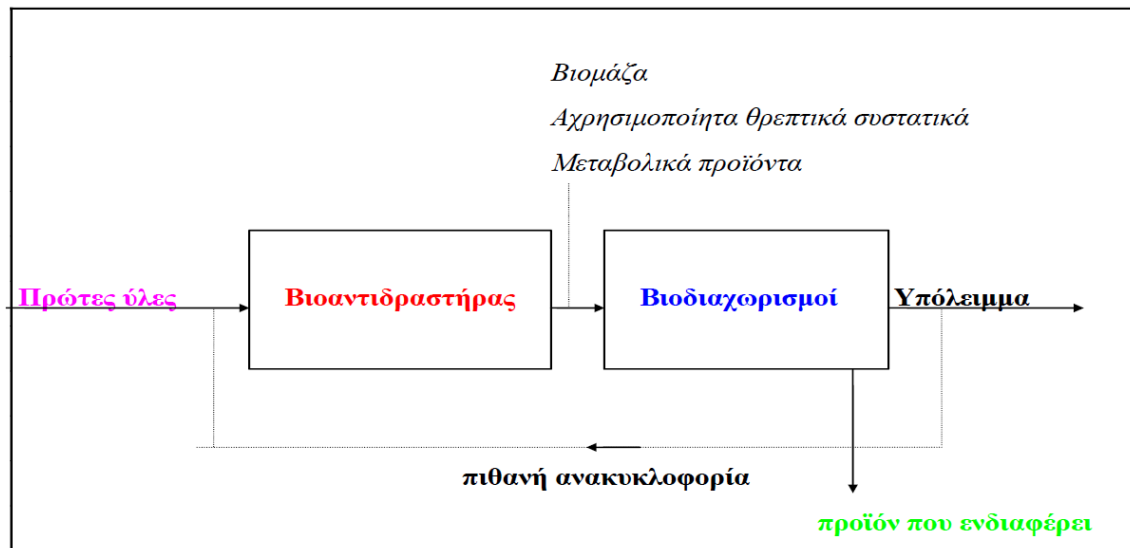 Βιομάζα
Αχρησιμοποίητα θρεπτικά συστατικά
Μεταβολικά προϊόντα
Πρώτες ύλες
Βιοαντιδραστήρας
Βιοδιαχωρισμοί
Υπόλειμμα
πιθανή ανακυκλοφορία
προϊόν που ενδιαφέρει